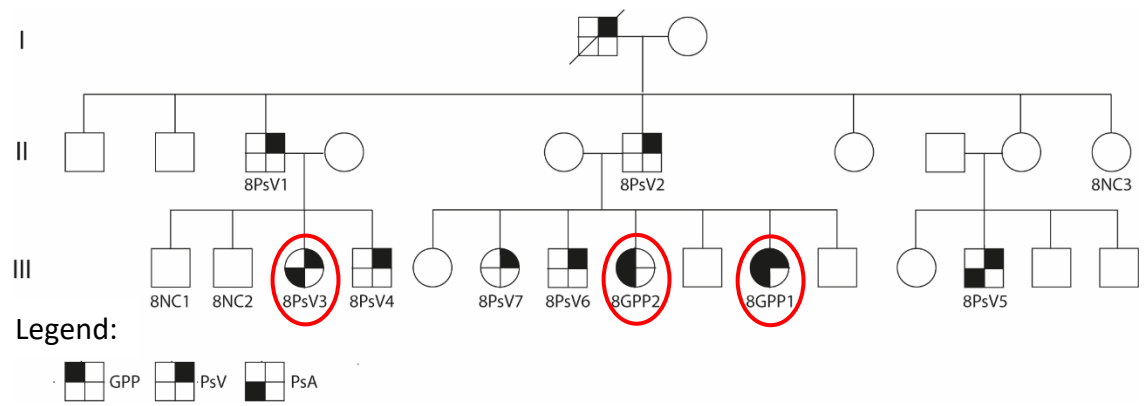 I
II
8PsV1
8PsV2
8NC3
III
8NC1 8NC2 8PsV3 8PsV4 8PsV7 8PsV6 8GPP2 8GPP1 8PsV5
Legend:
GPP PsV PsA